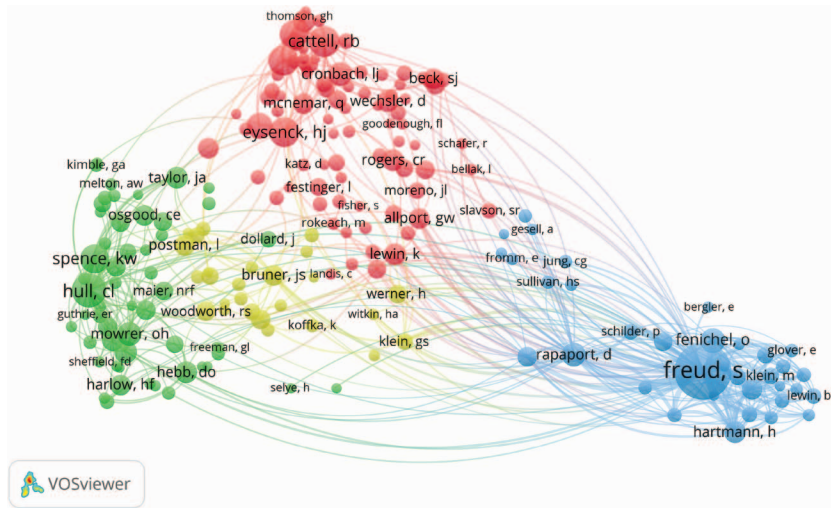 thomson, gh
cattell, rb
cronbach, lj
beck, sj
mcnemar, q
wechsler, d
goodenough, fl
eysenck, hj
schafer, r
kimble, ga
katz, d
rogers, cr
bellak, l
melton, aw
taylor, ja
festinger, l
moreno, jl
fisher, s
osgood, ce
rokeach, m
allport, gw
slavson, sr
gesell, a
postman, l
dollard, j
spence, kw
lewin, k
fromm, e
jung, cg
bruner, js
landis, c
sullivan, hs
hull, cl
maier, nrf
werner, h
bergler, e
guthrie, er
woodworth, rs
witkin, ha
koffka, k
mowrer, oh
schilder, p
fenichel, o
klein, gs
freeman, gl
rapaport, d
glover, e
sheffield, fd
hebb, do
freud, s
klein, m
harlow, hf
selye, h
lewin, b
hartmann, h
VOSviewer